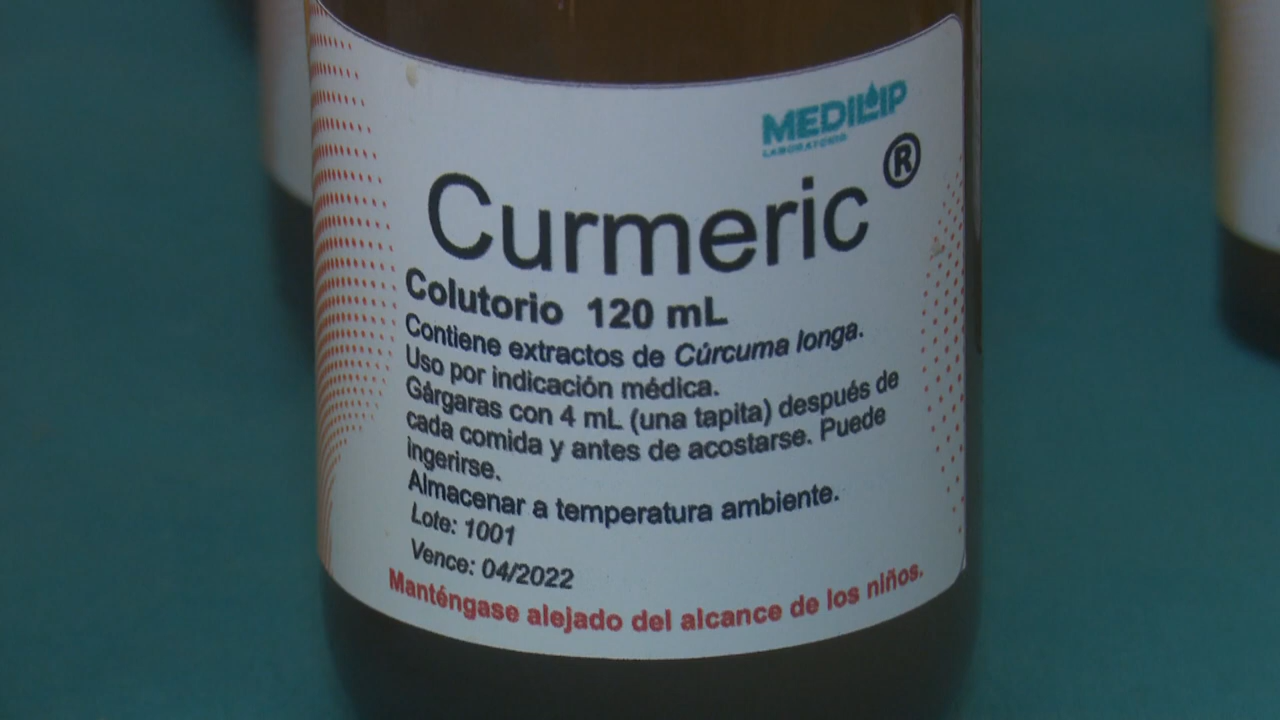 MEDILIP
LABORATORIO
Curmeric ®
Colutorio 120 mL
Contiene extractos de Cúrcuma longa.
Uso por indicación médica.
Gárgaras con 4 mL (una tapita) después de
cada comida y antes de acostarse. Puede
ingerirse.
Almacenar a temperatura ambiente.
Lote: 1001
Vence: 04/2022
Manténgase alejado del alcance de los niños.